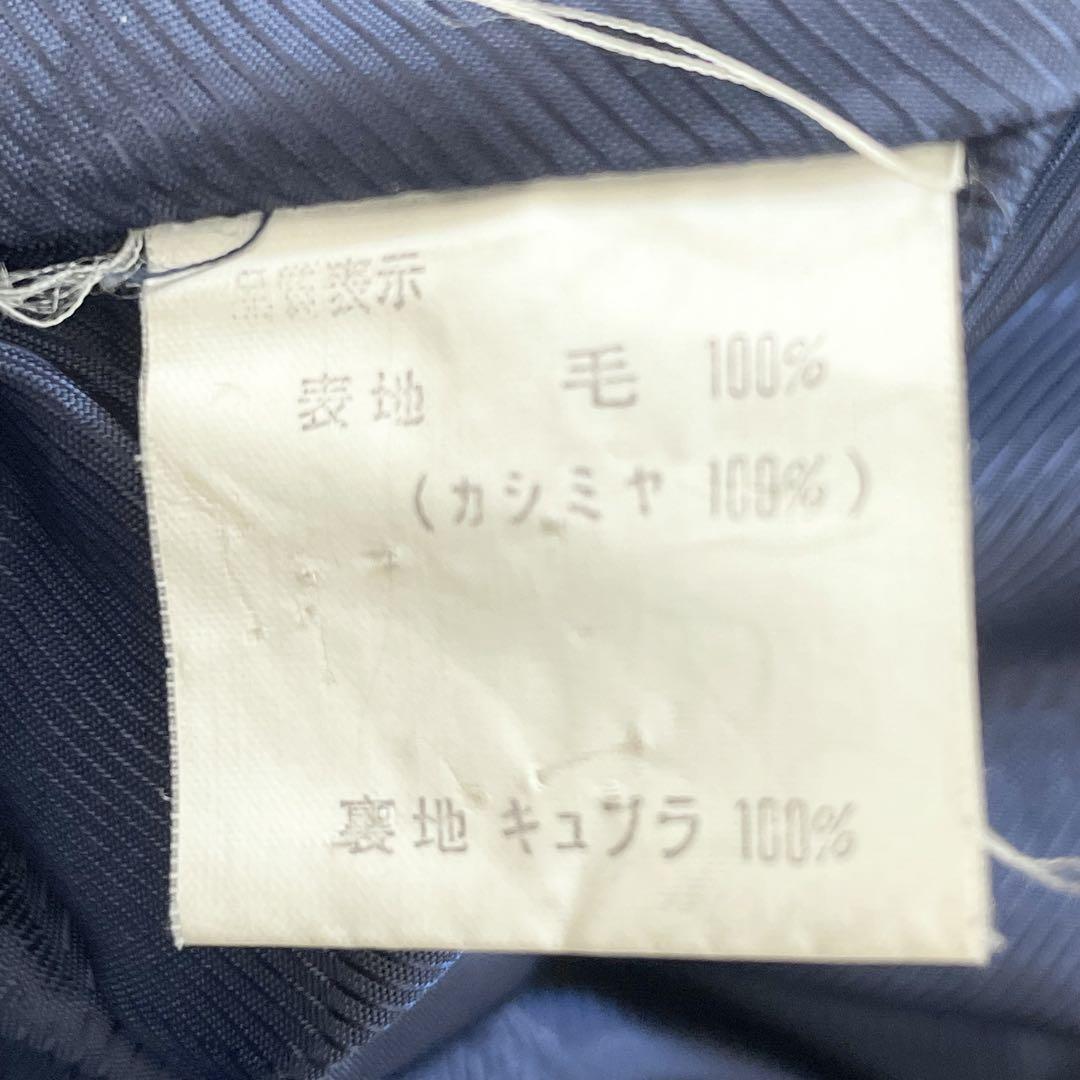 品質表示
表地 毛 100%
(カシミヤ 100%)
裏地 キュプラ 100%